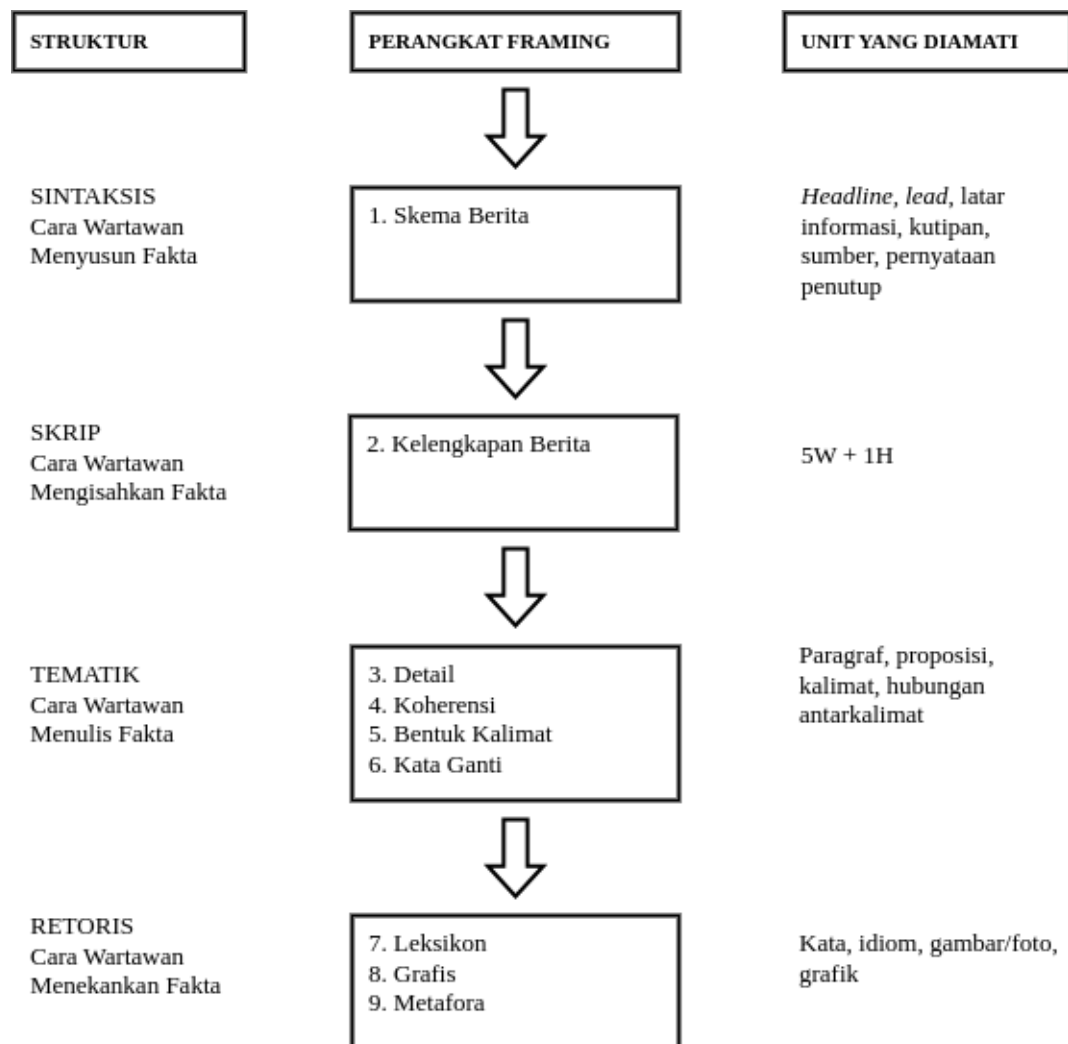 STRUKTUR
PERANGKAT FRAMING
UNIT YANG DIAMATI
SINTAKSIS
Cara Wartawan
Menyusun Fakta
1. Skema Berita
Headline, lead, latar
informasi, kutipan,
sumber, pernyataan
penutup
SKRIP
Cara Wartawan
Mengisahkan Fakta
2. Kelengkapan Berita
5W + 1H
TEMATIK
Cara Wartawan
Menulis Fakta
3. Detail
4. Koherensi
5. Bentuk Kalimat
6. Kata Ganti
Paragraf, proposisi,
kalimat, hubungan
antarkalimat
RETORIS
Cara Wartawan
Menekankan Fakta
7. Leksikon
8. Grafis
9. Metafora
Kata, idiom, gambar/foto,
grafik